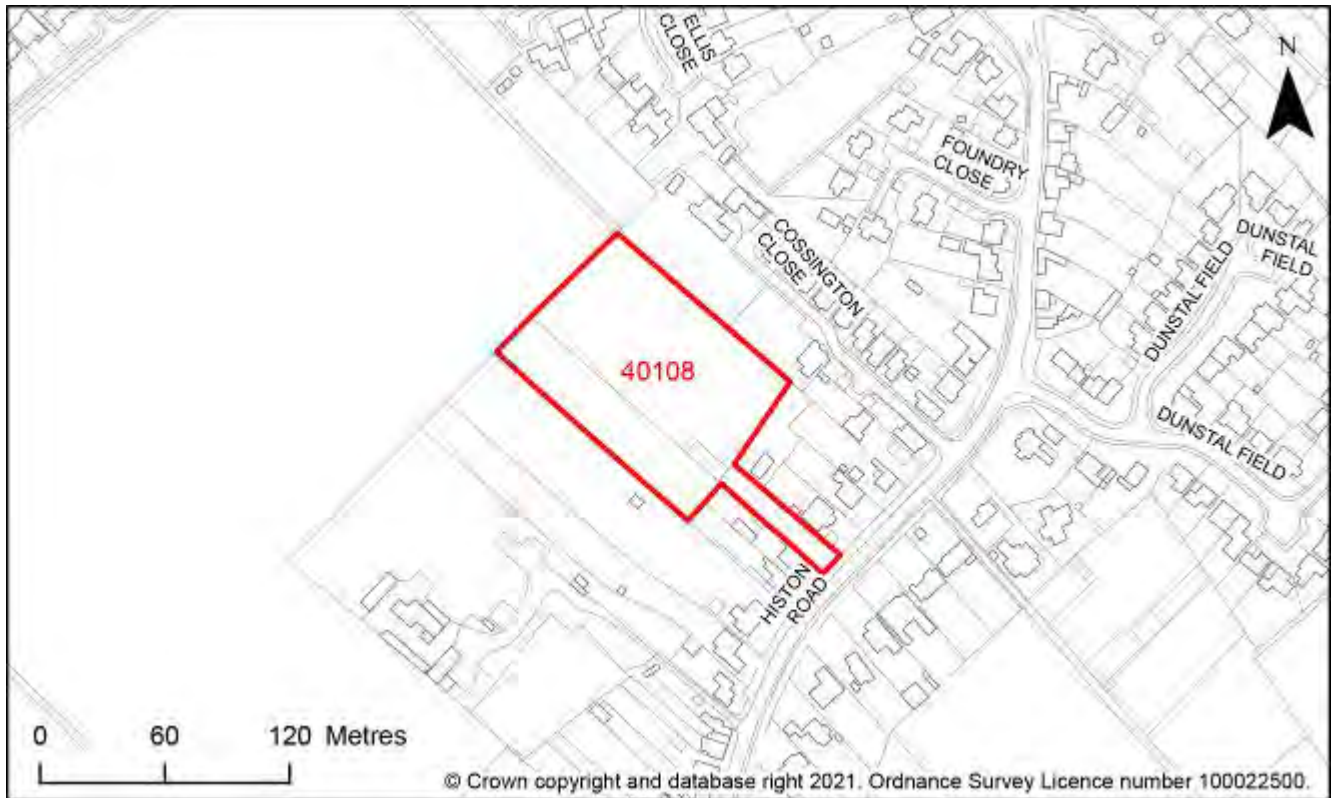 ELLIS
CLOSE
N
FOUNDRY
CLOSE
COSSINGTON
CLOSE
DUNSTAL
FIELD
DUNSTAL FIELD
40108
DUNSTAL FIELD
HISTON
ROAD
0 60 120 Metres
© Crown copyright and database right 2021. Ordnance Survey Licence number 100022500.